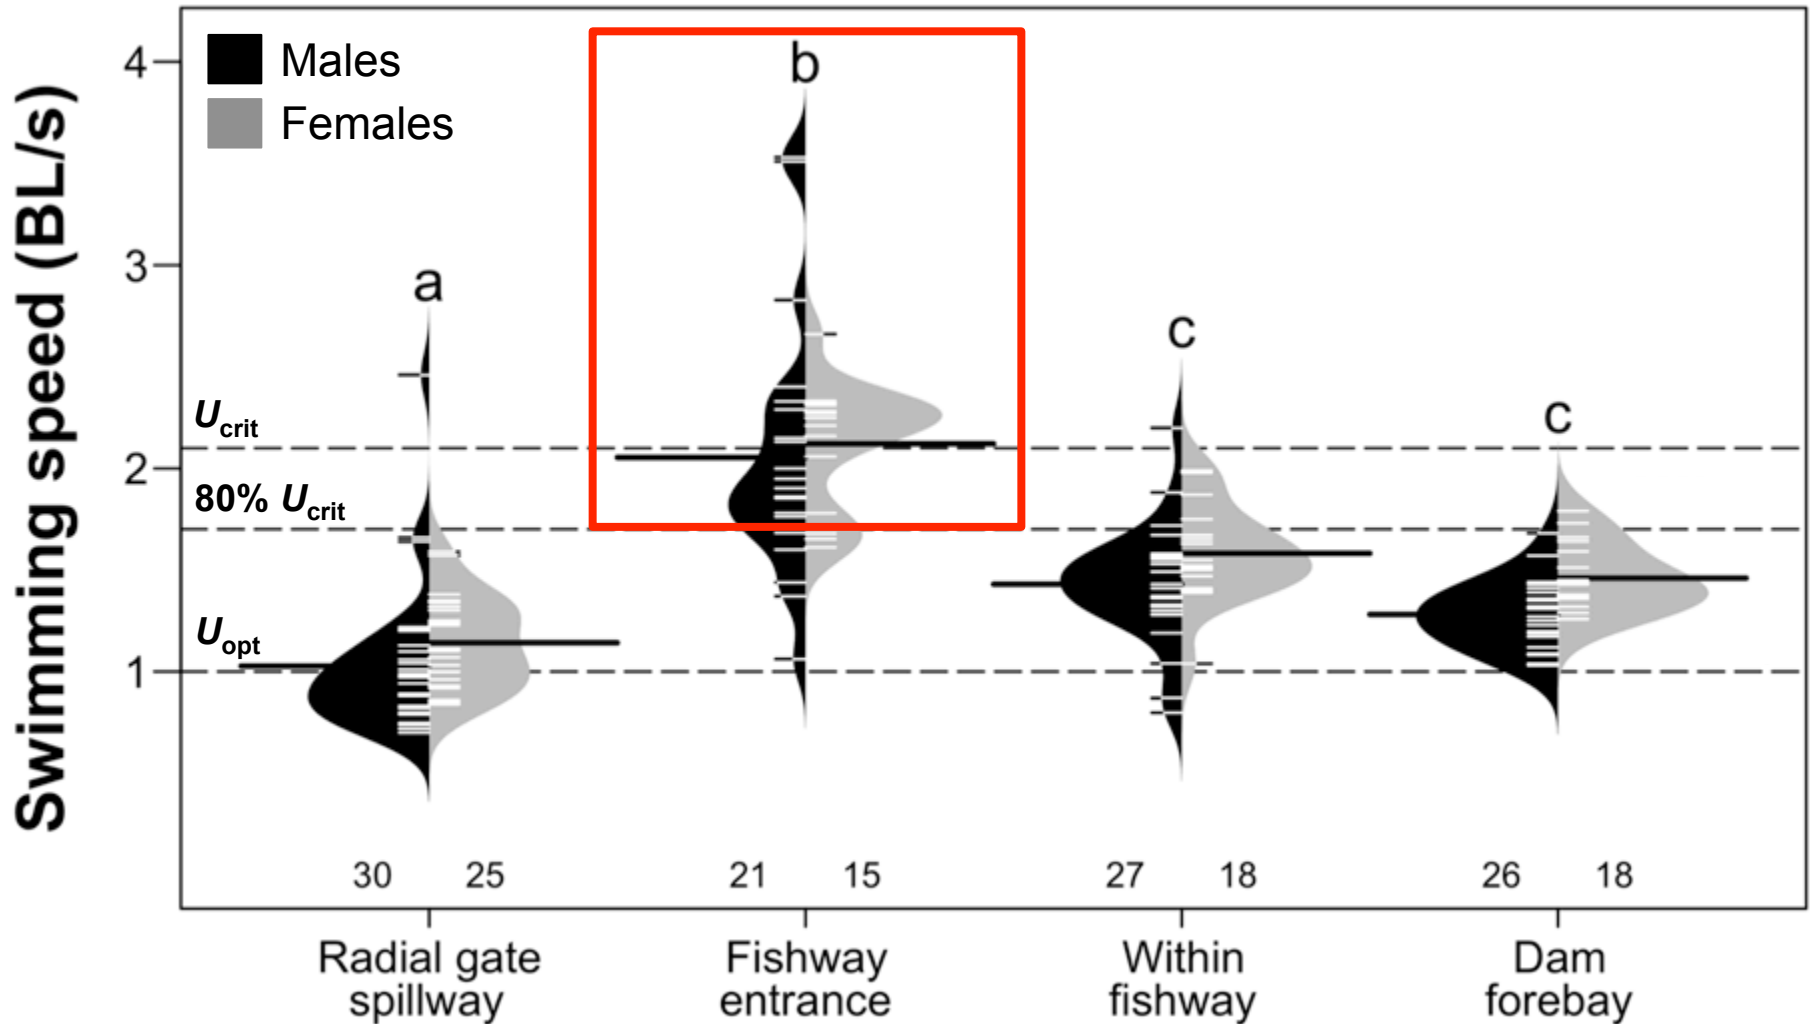 Swimming speed (BL/s)
4
3
2
1
Males
Females
a
b
c
c
Ucrit
80% Ucrit
Uopt
30 25 21 15 27 18 26 18
Radial gate
spillway
Fishway
entrance
Within
fishway
Dam
forebay